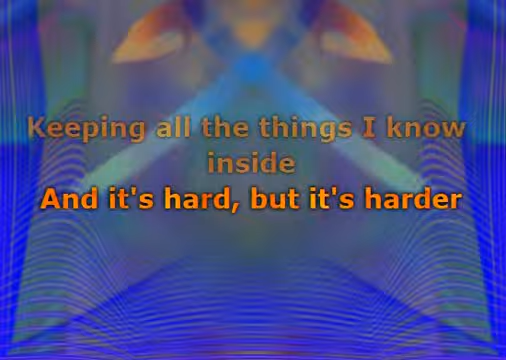 Keeping all the things I know
inside
And it's hard, but it's harder